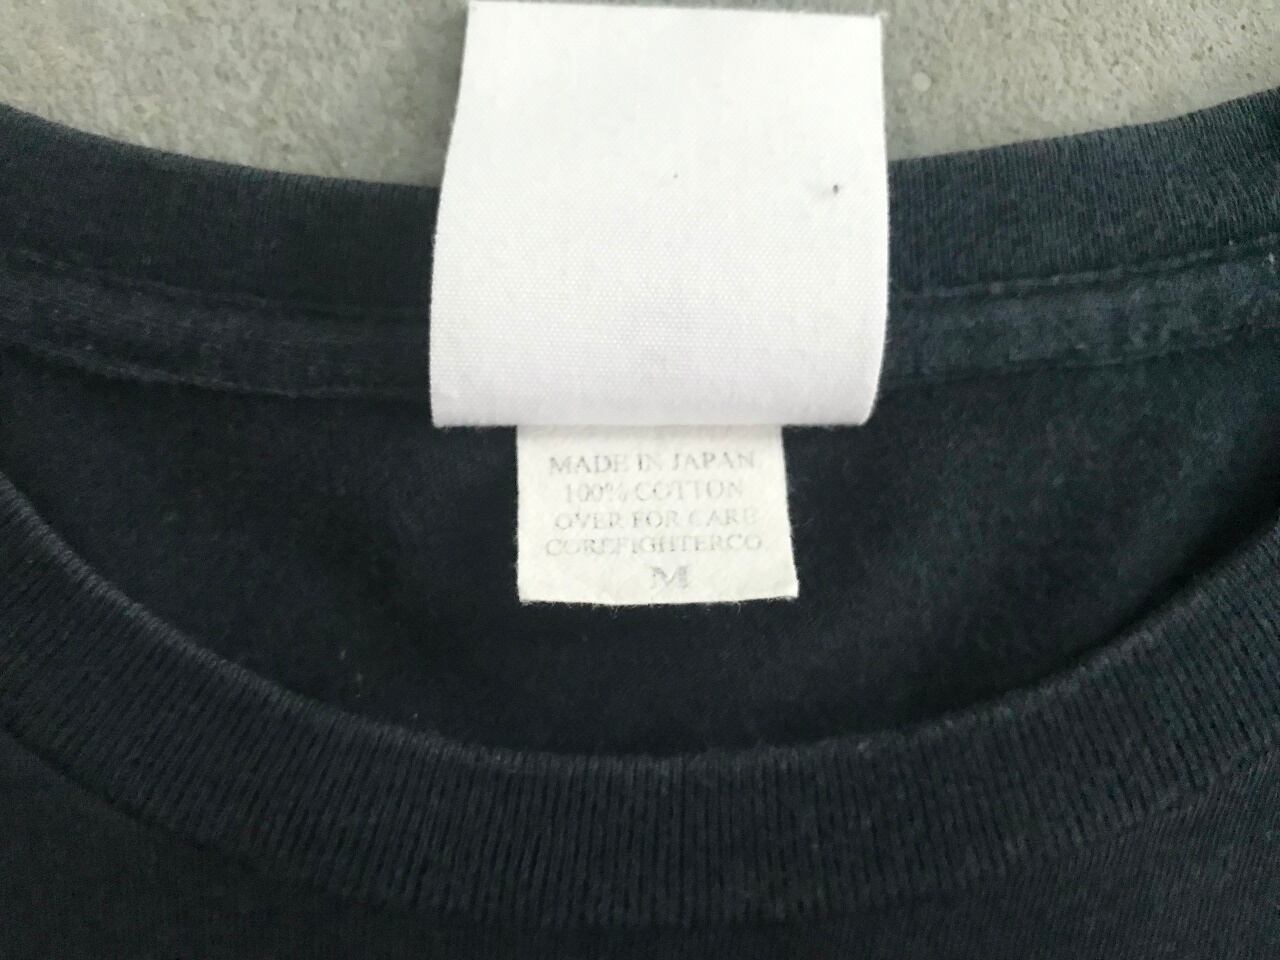 MADE IN JAPAN
100% COTTON
OVER FOR CARE
COREFIGHTERCO.
M